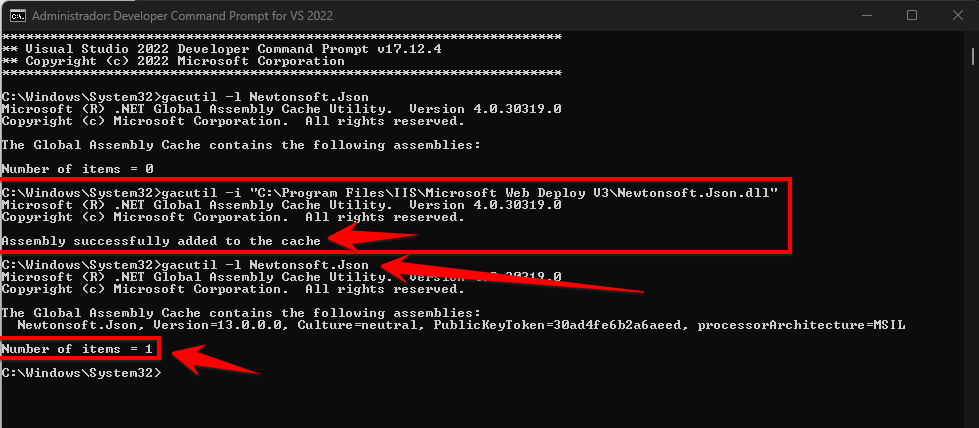 Administrador: Developer Command Prompt for VS 2022
**********************************************************************
** Visual Studio 2022 Developer Command Prompt v17.12.4
** Copyright (c) 2022 Microsoft Corporation
**********************************************************************
C:\Windows\System32>gacutil -l Newtonsoft.Json
Microsoft (R) .NET Global Assembly Cache Utility.  Version 4.0.30319.0
Copyright (c) Microsoft Corporation.  All rights reserved.
The Global Assembly Cache contains the following assemblies:
Number of items = 0
C:\Windows\System32>gacutil -i "C:\Program Files\IIS\Microsoft Web Deploy V3\Newtonsoft.Json.dll"
Microsoft (R) .NET Global Assembly Cache Utility.  Version 4.0.30319.0
Copyright (c) Microsoft Corporation.  All rights reserved.
Assembly successfully added to the cache
C:\Windows\System32>gacutil -l Newtonsoft.Json
Microsoft (R) .NET Global Assembly Cache Utility.  Version 4.0.30319.0
Copyright (c) Microsoft Corporation.  All rights reserved.
The Global Assembly Cache contains the following assemblies:
  Newtonsoft.Json, Version=13.0.0.0, Culture=neutral, PublicKeyToken=30ad4fe6b2a6aeed, processorArchitecture=MSIL
Number of items = 1
C:\Windows\System32>